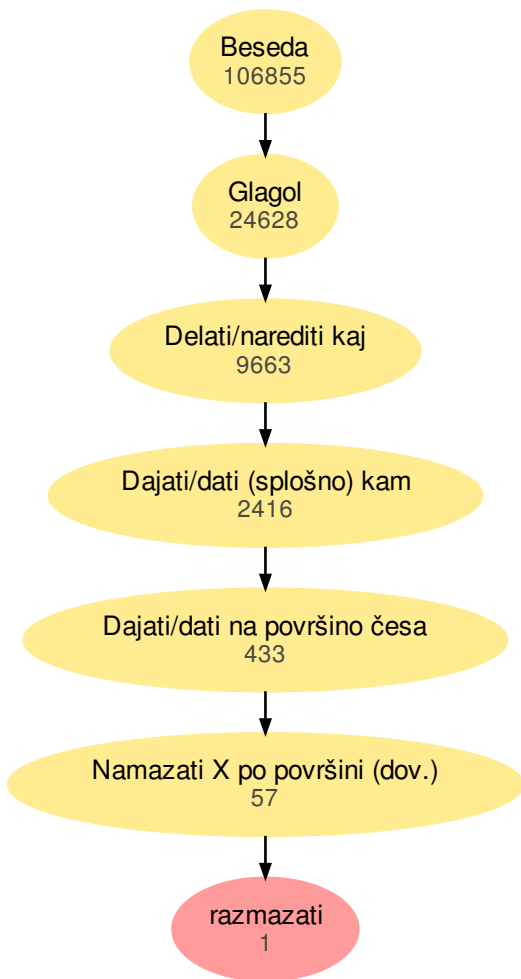 Beseda
106855
Glagol
24628
Delati/narediti kaj
9663
Dajati/dati (splošno) kam
2416
Dajati/dati na površino česa
433
Namazati X po površini (dov.)
57
razmazati
1